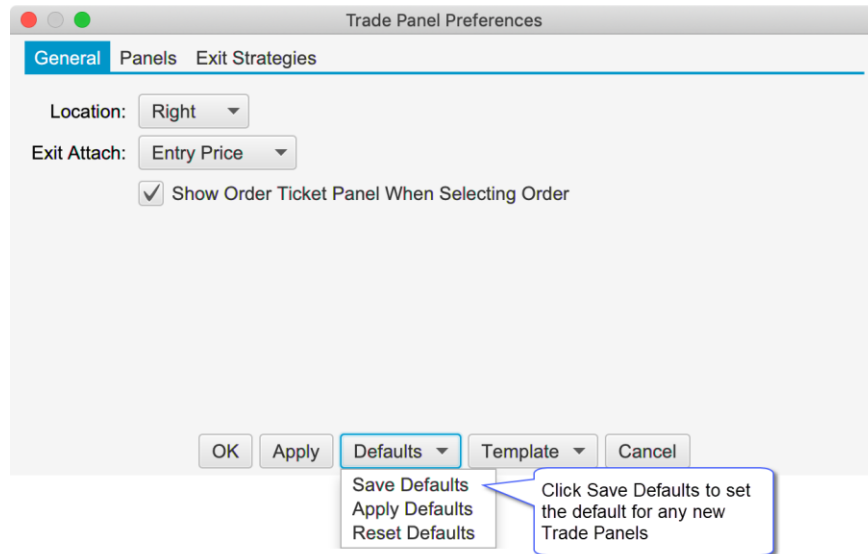 Trade Panel Preferences
General Panels Exit Strategies
Location: Right
Exit Attach: Entry Price
Show Order Ticket Panel When Selecting Order
OK Apply Defaults Template Cancel
Save Defaults
Apply Defaults
Reset Defaults
Click Save Defaults to set
the default for any new
Trade Panels